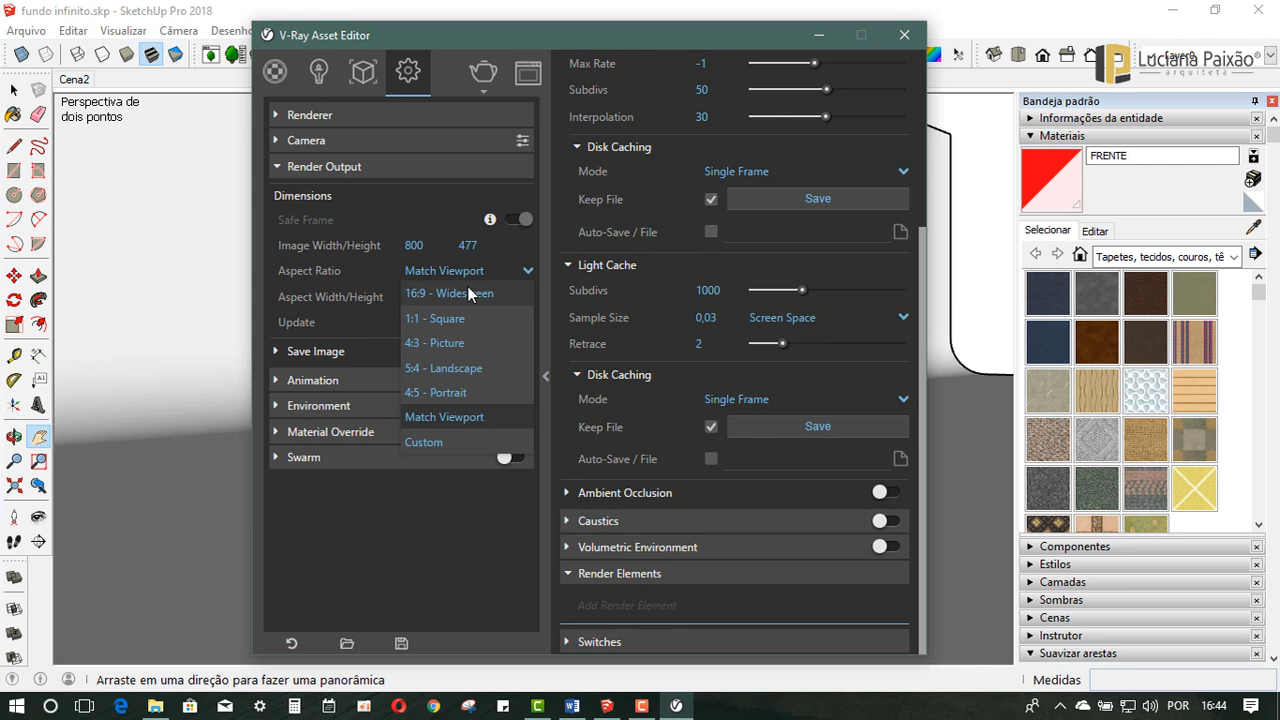 fundo infinito.skp - SketchUp Pro 2018
Arquivo Editar Visualizar Câmera Desenho
Cena2
Perspectiva de
dois pontos
V-Ray Asset Editor
Renderer
Camera
Render Output
Dimensions
Safe Frame
Image Width/Height 800 477
Aspect Ratio Match Viewport
16:9 - Widescreen
Aspect Width/Height
1:1 - Square
Update
4:3 - Picture
Save Image
5:4 - Landscape
Animation
4:5 - Portrait
Environment
Match Viewport
Material Override
Custom
Swarm
Max Rate -1
Subdivs 50
Interpolation 30
Disk Caching
Mode Single Frame
Keep File Save
Auto-Save / File
Light Cache
Subdivs 1000
Sample Size 0,03 Screen Space
Retrace 2
Disk Caching
Mode Single Frame
Keep File Save
Auto-Save / File
Ambient Occlusion
Caustics
Volumetric Environment
Render Elements
Add Render Element
Switches
Layer0
Luciana Paixão
arquiteta
Bandeja padrão
Informações da entidade
Materiais
FRENTE
Selecionar Editar
Tapetes, tecidos, couros, tê
Componentes
Estilos
Camadas
Sombras
Cenas
Instrutor
Suavizar arestas
Arraste em uma direção para fazer uma panorâmica
Medidas
POR 16:44